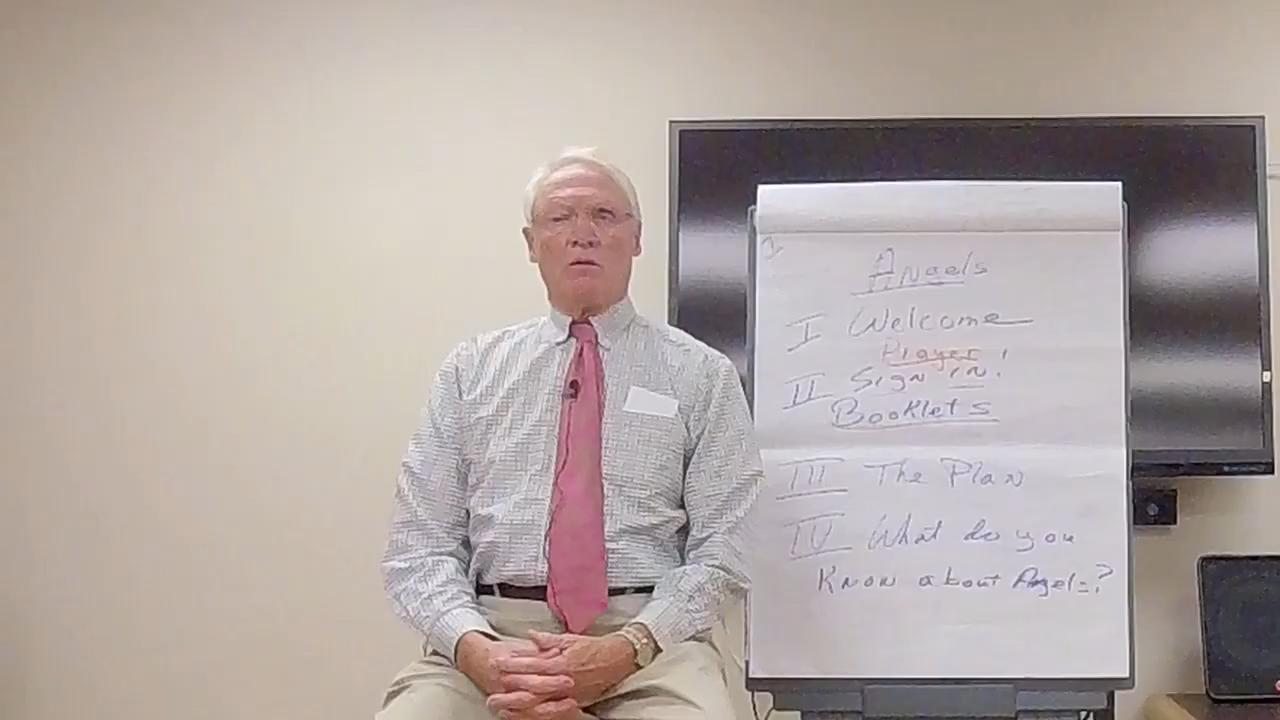 Angels
I Welcome
Prayer!
II Sign in!
Booklets
III The Plan
IV What do you
Know about Angels?